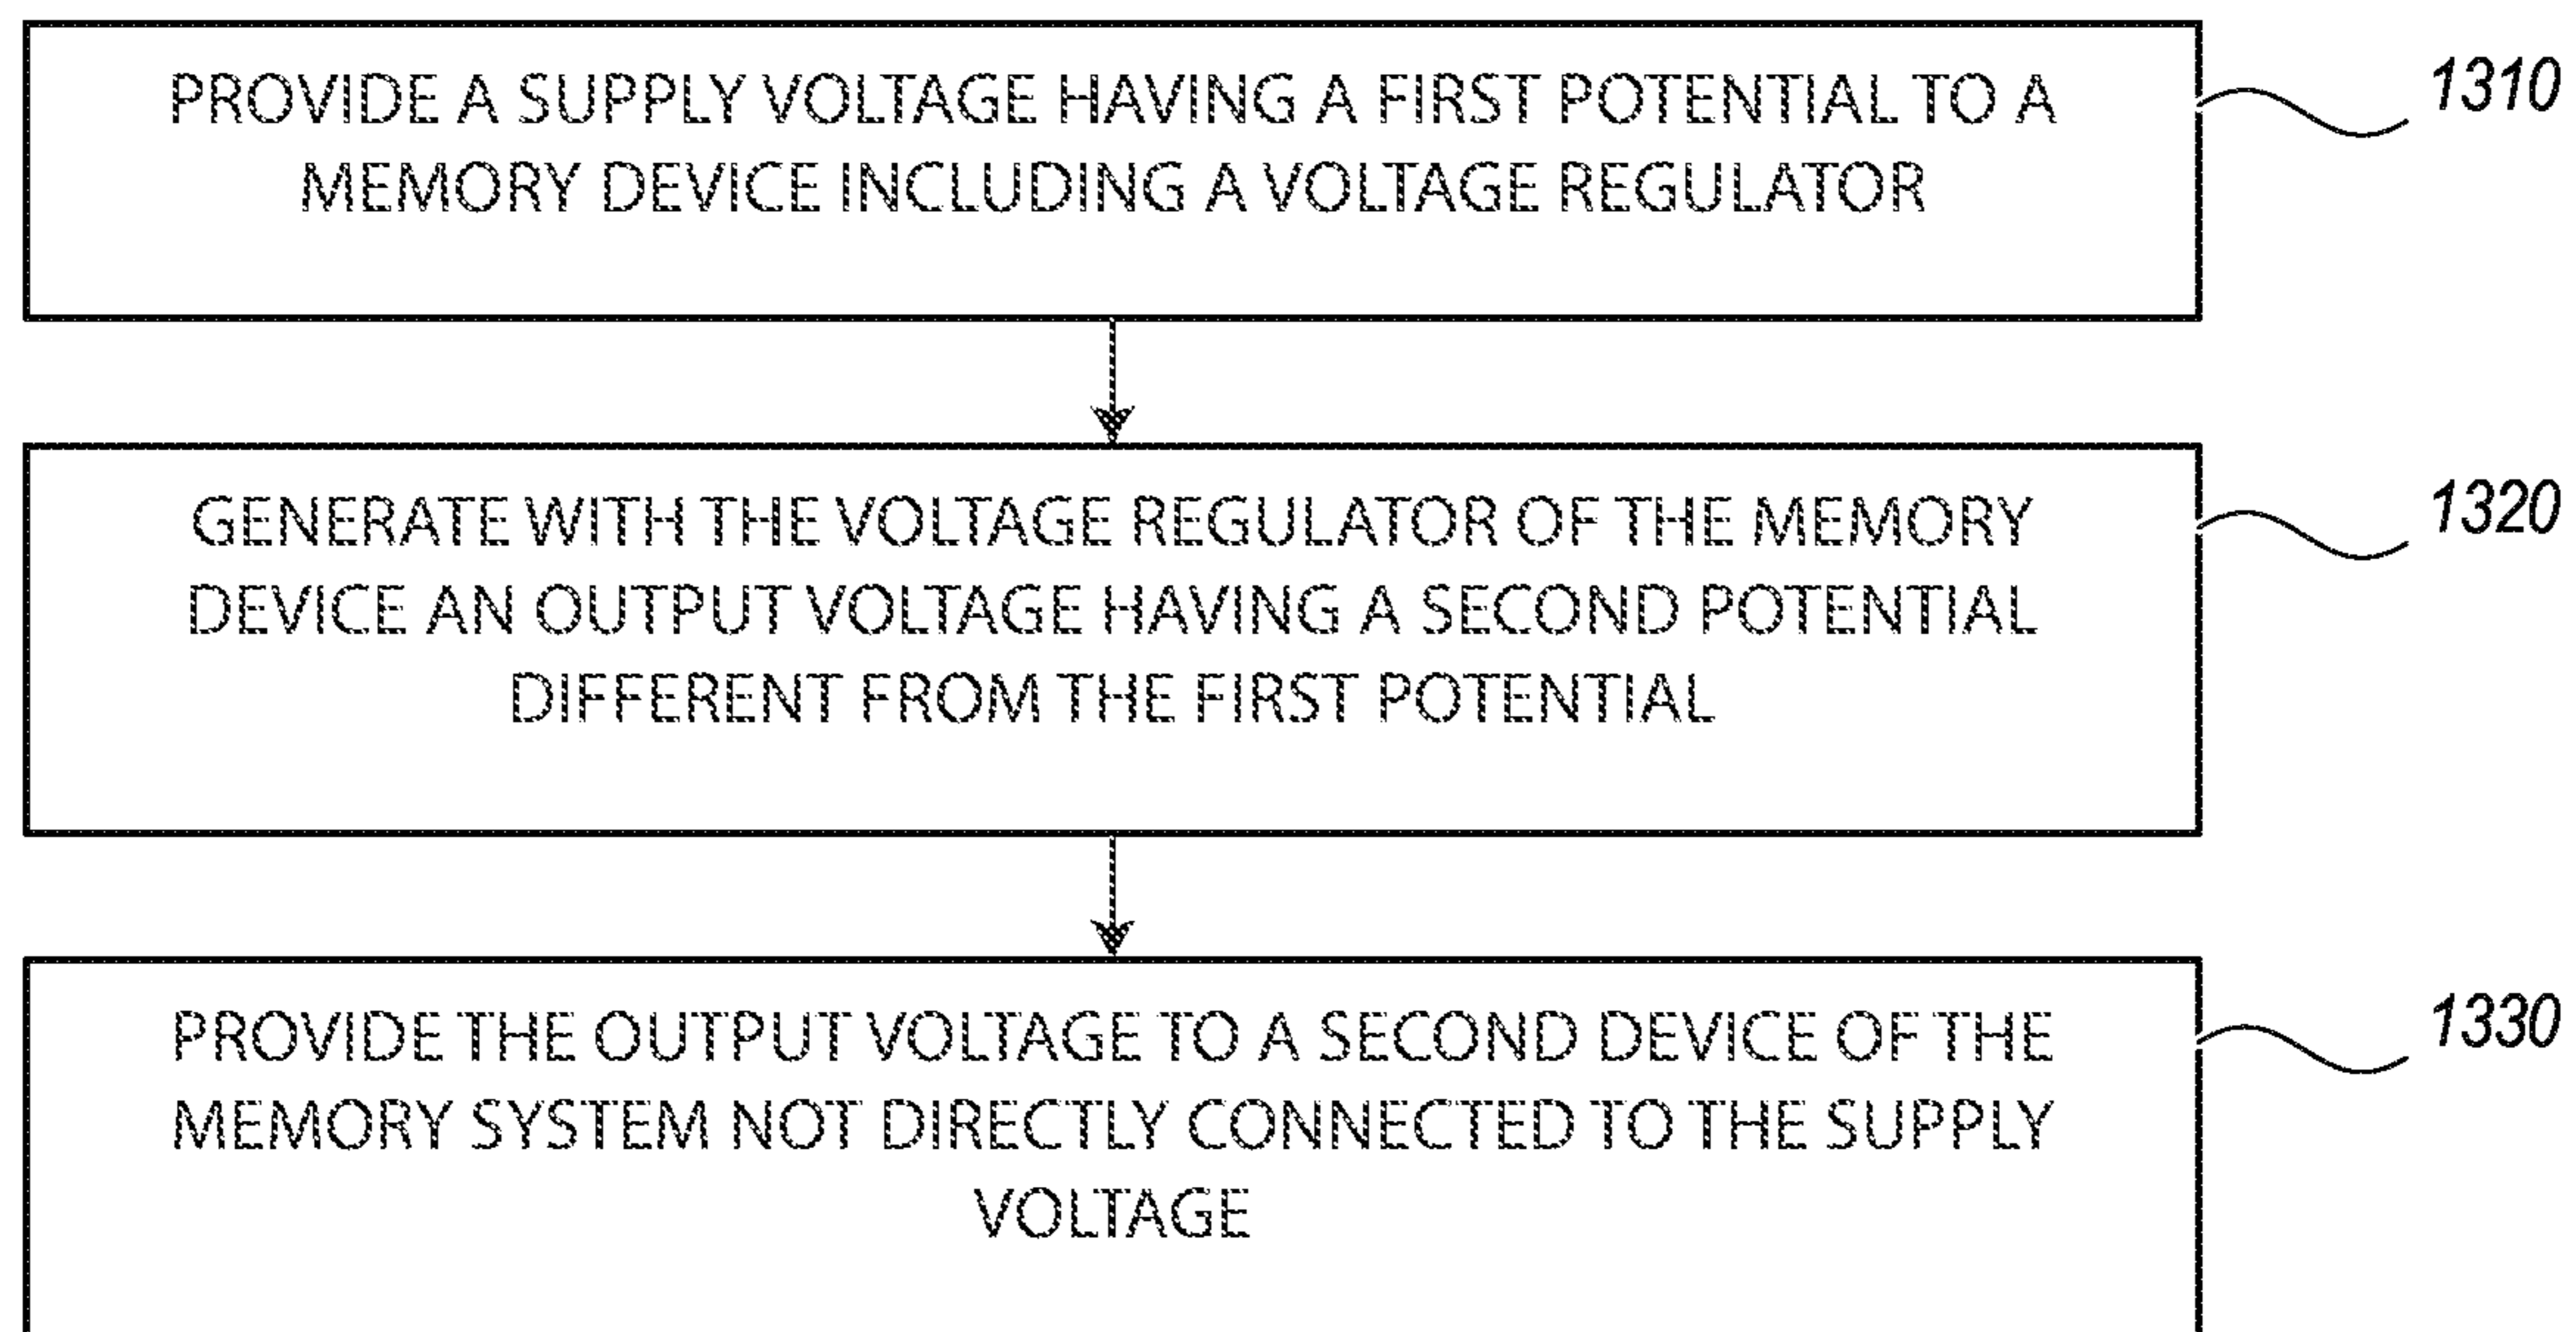 PROVIDE A SUPPLY VOLTAGE HAVING A FIRST POTENTIAL TO A
MEMORY DEVICE INCLUDING A VOLTAGE REGULATOR
1310
GENERATE WITH THE VOLTAGE REGULATOR OF THE MEMORY
DEVICE AN OUTPUT VOLTAGE HAVING A SECOND POTENTIAL
DIFFERENT FROM THE FIRST POTENTIAL
1320
PROVIDE THE OUTPUT VOLTAGE TO A SECOND DEVICE OF THE
MEMORY SYSTEM NOT DIRECTLY CONNECTED TO THE SUPPLY
VOLTAGE
1330